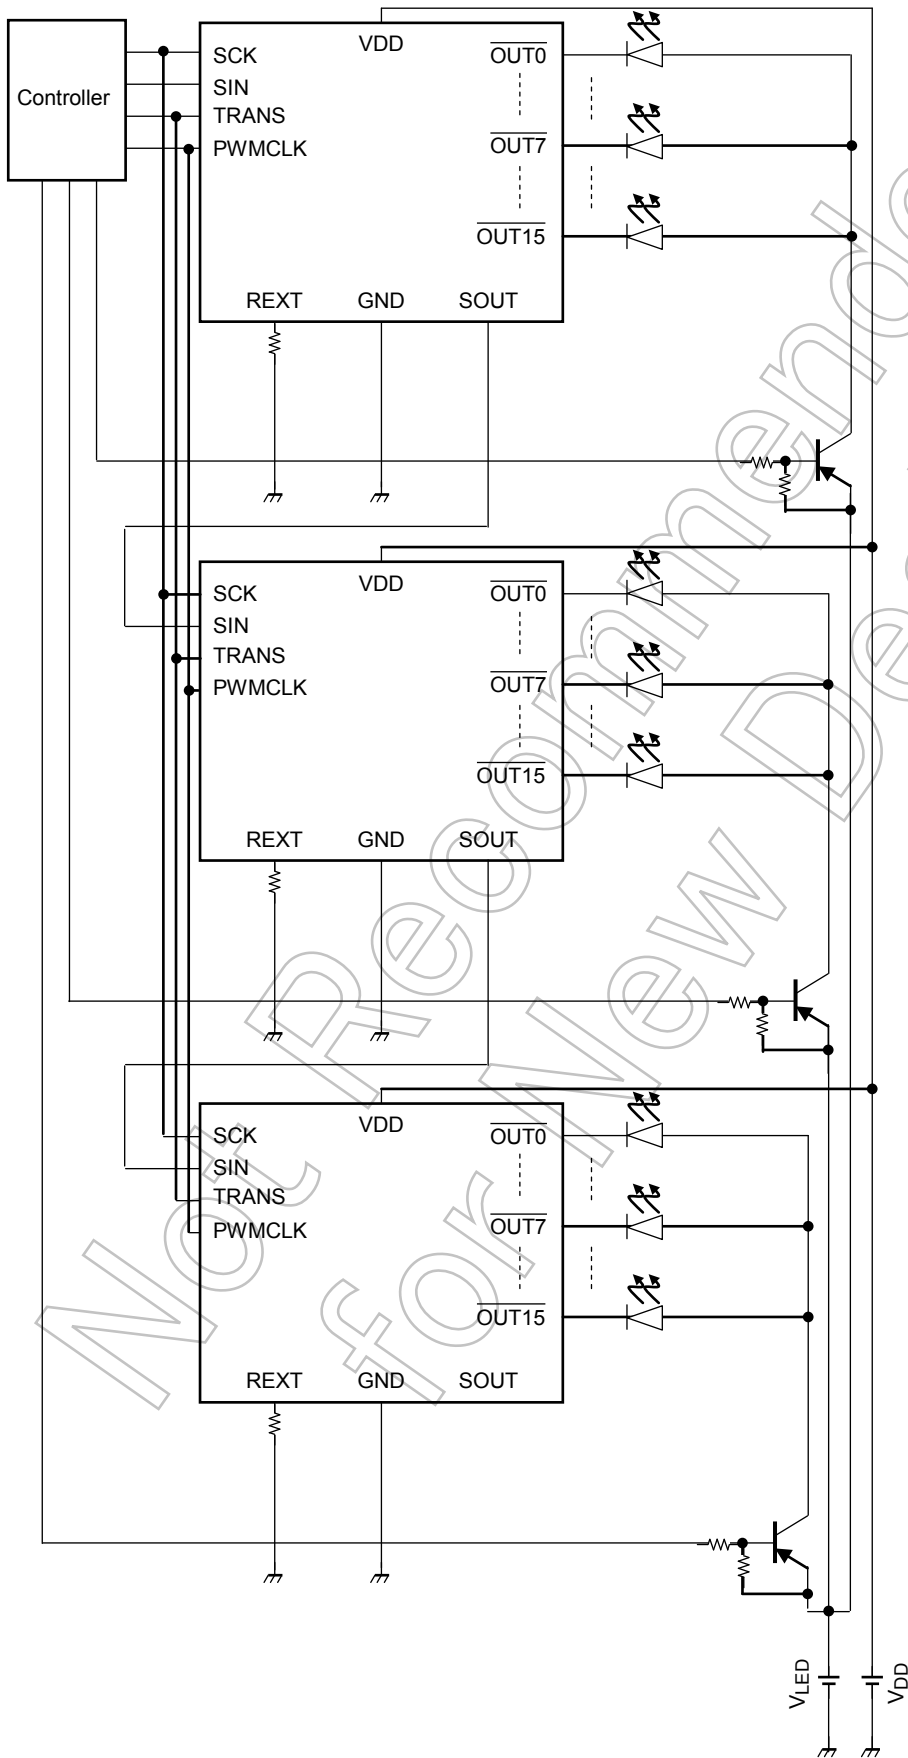 Controller
SCK
SIN
TRANS
PWMCLK
VDD
OUT0
OUT7
OUT15
REXT
GND
SOUT
SCK
SIN
TRANS
PWMCLK
VDD
OUT0
OUT7
OUT15
REXT
GND
SOUT
SCK
SIN
TRANS
PWMCLK
VDD
OUT0
OUT7
OUT15
REXT
GND
SOUT
VLED
VDD
Not Recommende
for New De